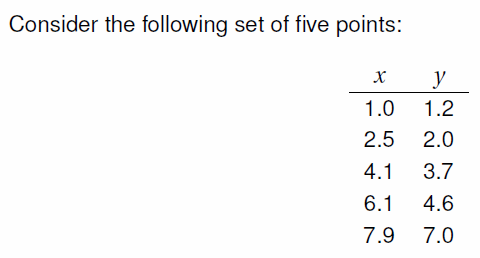 Consider the following set of five points:
x y
1.0 1.2
2.5 2.0
4.1 3.7
6.1 4.6
7.9 7.0